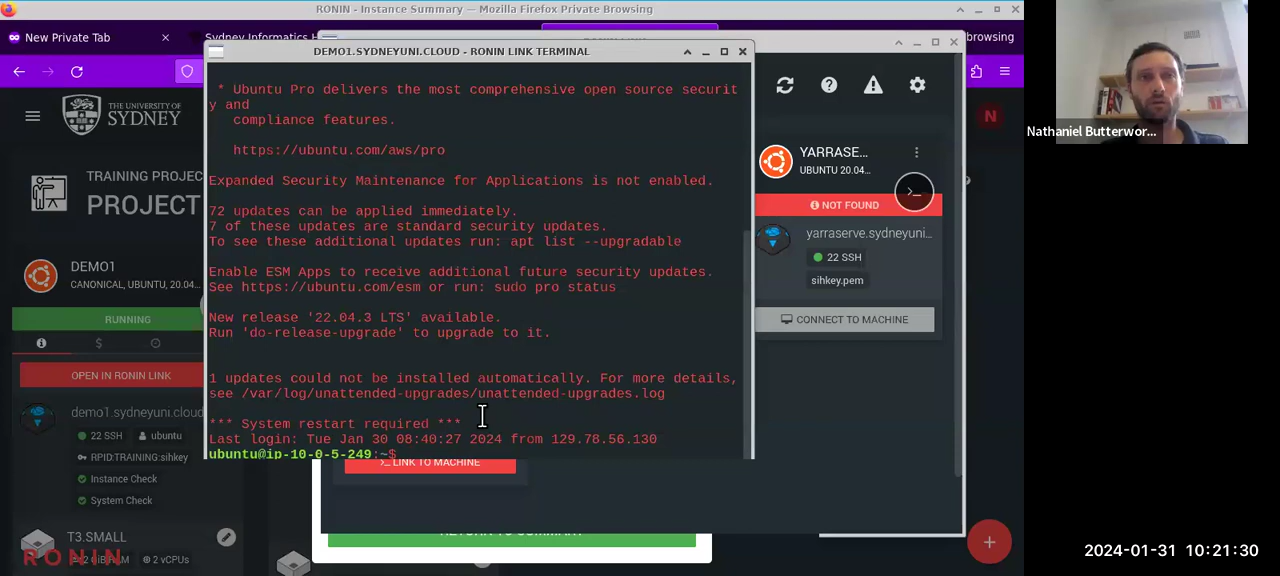 RONIN - Instance Summary — Mozilla Firefox Private Browsing
New Private Tab
Sydney Informatics H
browsing
DEMO1.SYDNEYUNI.CLOUD - RONIN LINK TERMINAL
THE UNIVERSITY OF
SYDNEY
TRAINING PROJEC
PROJECT
DEMO1
CANONICAL, UBUNTU, 20.04...
RUNNING
OPEN IN RONIN LINK
demo1.sydneyuni.cloud
22 SSH
ubuntu
RPID:TRAINING:sihkey
Instance Check
System Check
T3.SMALL
2 GiB RAM
2 vCPUs
RONIN
* Ubuntu Pro delivers the most comprehensive open source securit
y and
compliance features.
https://ubuntu.com/aws/pro
Expanded Security Maintenance for Applications is not enabled.
72 updates can be applied immediately.
7 of these updates are standard security updates.
To see these additional updates run: apt list --upgradable
Enable ESM Apps to receive additional future security updates.
See https://ubuntu.com/esm or run: sudo pro status
New release '22.04.3 LTS' available.
Run 'do-release-upgrade' to upgrade to it.
1 updates could not be installed automatically. For more details,
see /var/log/unattended-upgrades/unattended-upgrades.log
*** System restart required ***
Last login: Tue Jan 30 08:40:27 2024 from 129.78.56.130
ubuntu@ip-10-0-5-249:~$
LINK TO MACHINE
YARRASE...
UBUNTU 20.04...
NOT FOUND
yarraserve.sydneyuni...
22 SSH
sihkey.pem
CONNECT TO MACHINE
N
Nathaniel Butterwor...
2024-01-31 10:21:30